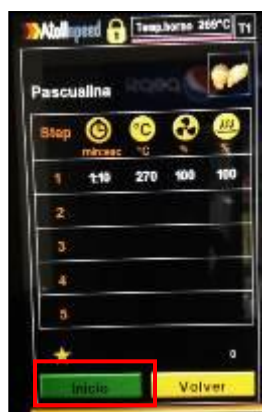 Atollspeed Temp.horno 269°C T1
Pascualina
Step min:sec °C % %
1 1:10 270 100 100
2
3
4
5
0
Inicio Volver